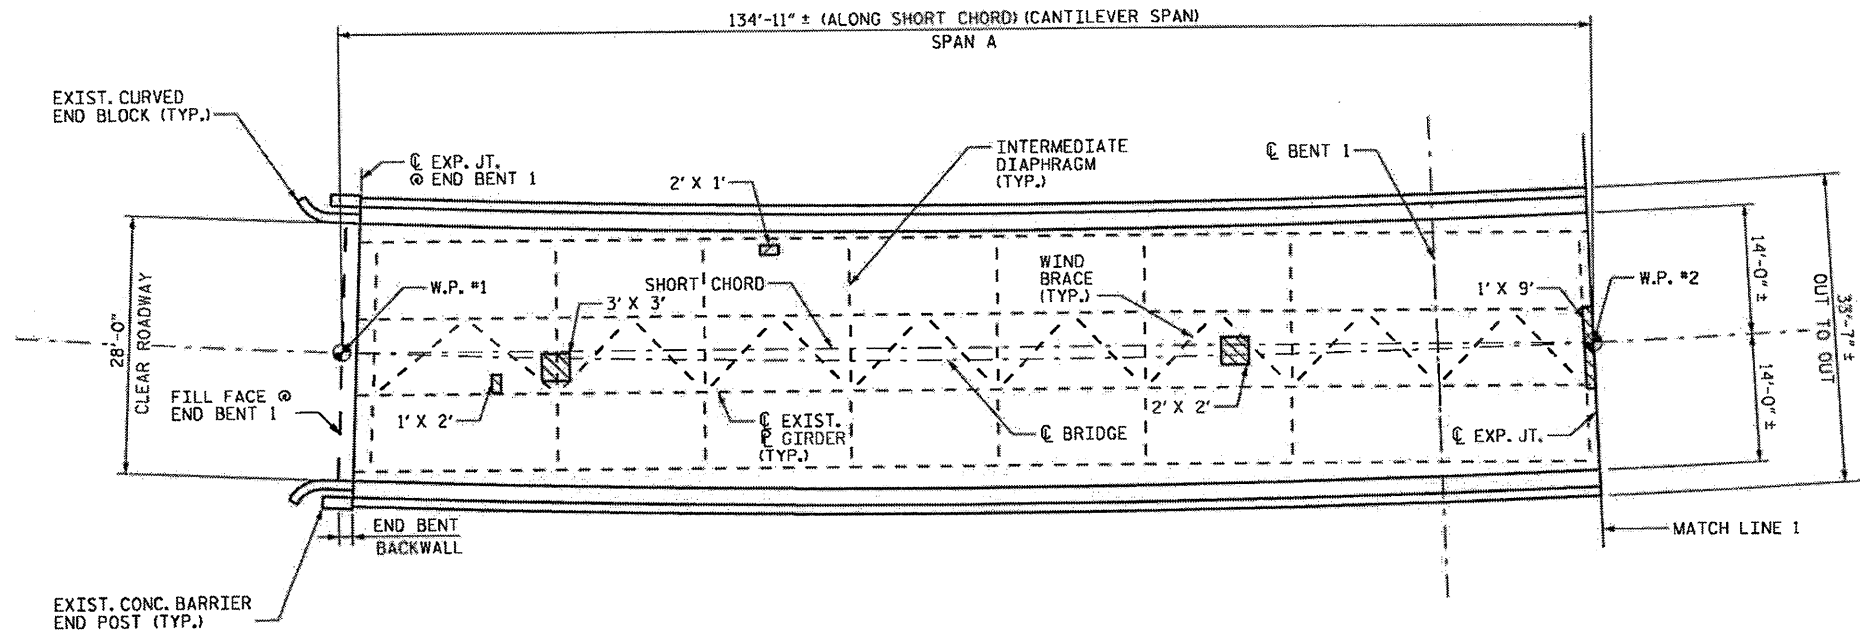 134'-11" ± (ALONG SHORT CHORD) (CANTILEVER SPAN)
SPAN A
EXIST. CURVED
END BLOCK (TYP.)
℄ EXP. JT.
@ END BENT 1
2' X 1'
INTERMEDIATE
DIAPHRAGM
(TYP.)
℄ BENT 1
28'-0"
CLEAR ROADWAY
W.P. #1
SHORT CHORD
3' X 3'
WIND
BRACE
(TYP.)
1' X 9'
W.P. #2
14'-0" ±
14'-0" ±
33'-7" ±
OUT TO OUT
FILL FACE @
END BENT 1
1' X 2'
℄ EXIST.
℄ GIRDER
(TYP.)
℄ BRIDGE
2' X 2'
℄ EXP. JT.
END BENT
BACKWALL
MATCH LINE 1
EXIST. CONC. BARRIER
END POST (TYP.)